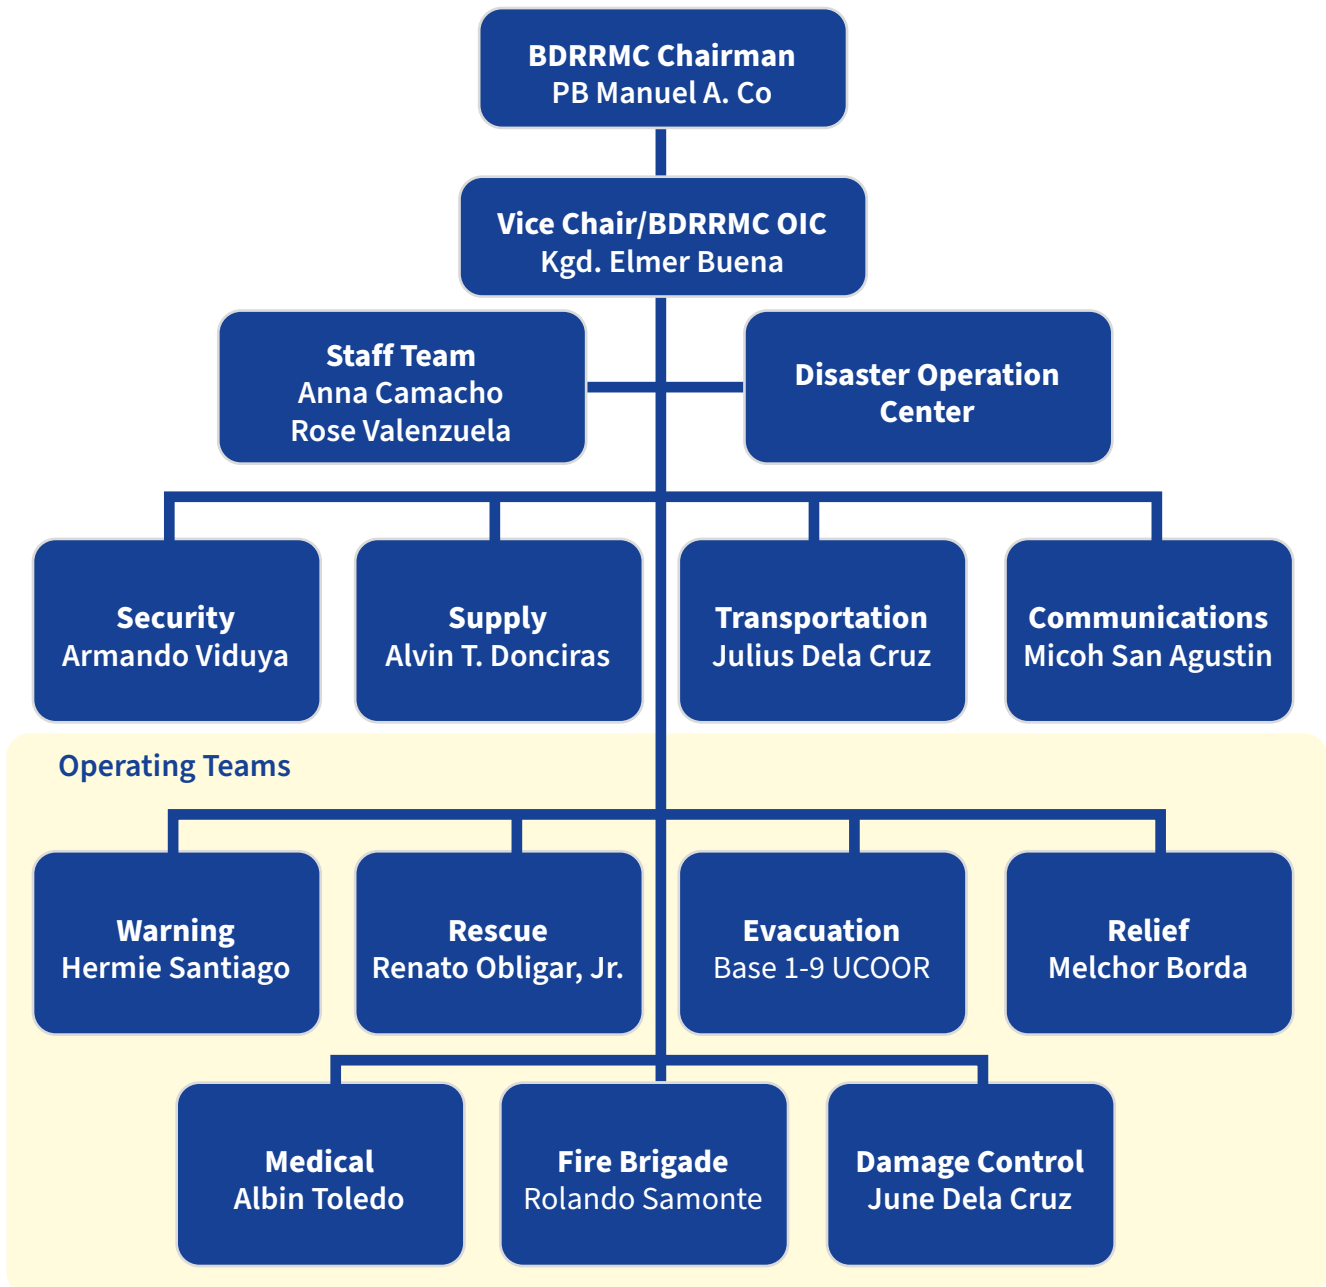 BDRRMC Chairman
PB Manuel A. Co
Vice Chair/BDRRMC OIC
Kgd. Elmer Buena
Staff Team
Anna Camacho
Rose Valenzuela
Disaster Operation
Center
Security
Armando Viduya
Supply
Alvin T. Donciras
Transportation
Julius Dela Cruz
Communications
Micoh San Agustin
Operating Teams
Warning
Hermie Santiago
Rescue
Renato Obligar, Jr.
Evacuation
Base 1-9 UCOOR
Relief
Melchor Borda
Medical
Albin Toledo
Fire Brigade
Rolando Samonte
Damage Control
June Dela Cruz